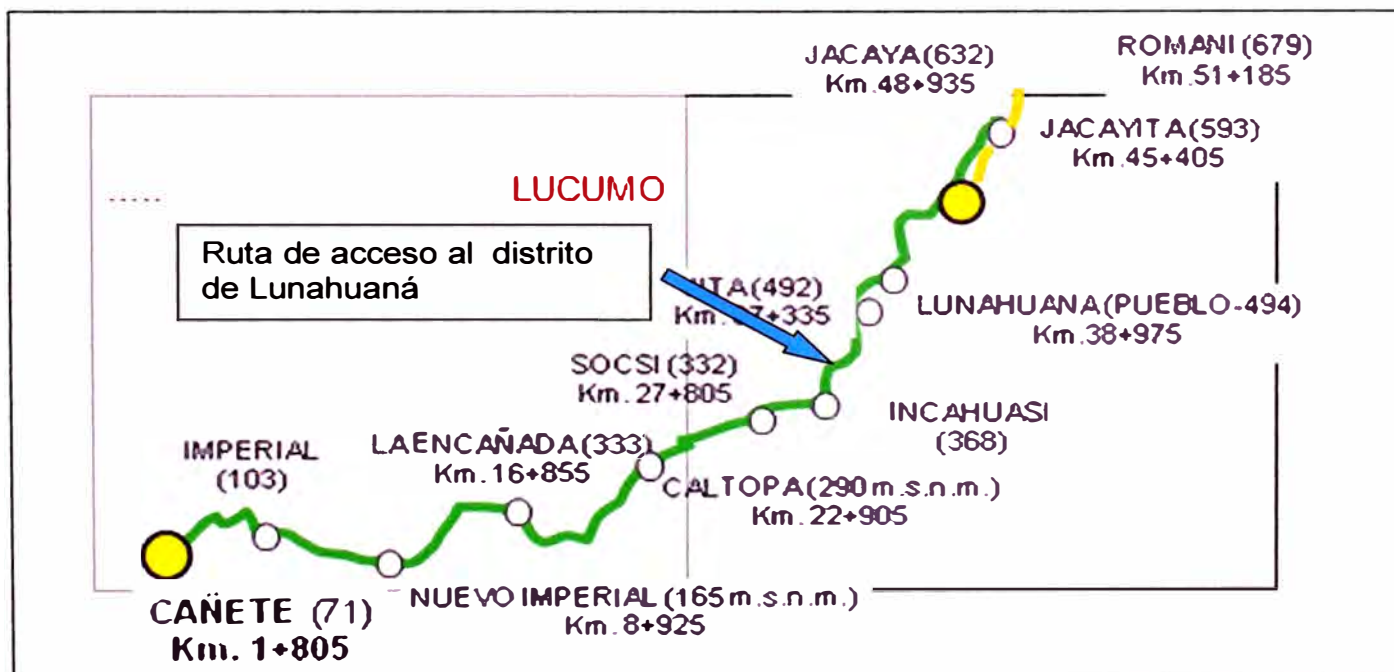 JACAYA (632)
Km. 48+935
ROMANI (679)
Km. 51+185
JACAYITA (593)
Km. 45+405
.....
LUCUMO
Ruta de acceso al distrito
de Lunahuaná
(492)
+335
LUNAHUANA (PUEBLO-494)
Km. 38+975
SOCSI (332)
Km. 27+805
INCAHUASI
(368)
IMPERIAL
(103)
LA ENCAÑADA (333)
Km. 16+855
CALTOPA (290 m.s.n.m.)
Km. 22+905
CAÑETE (71)
Km. 1+805
NUEVO IMPERIAL (165 m.s.n.m.)
Km. 8+925